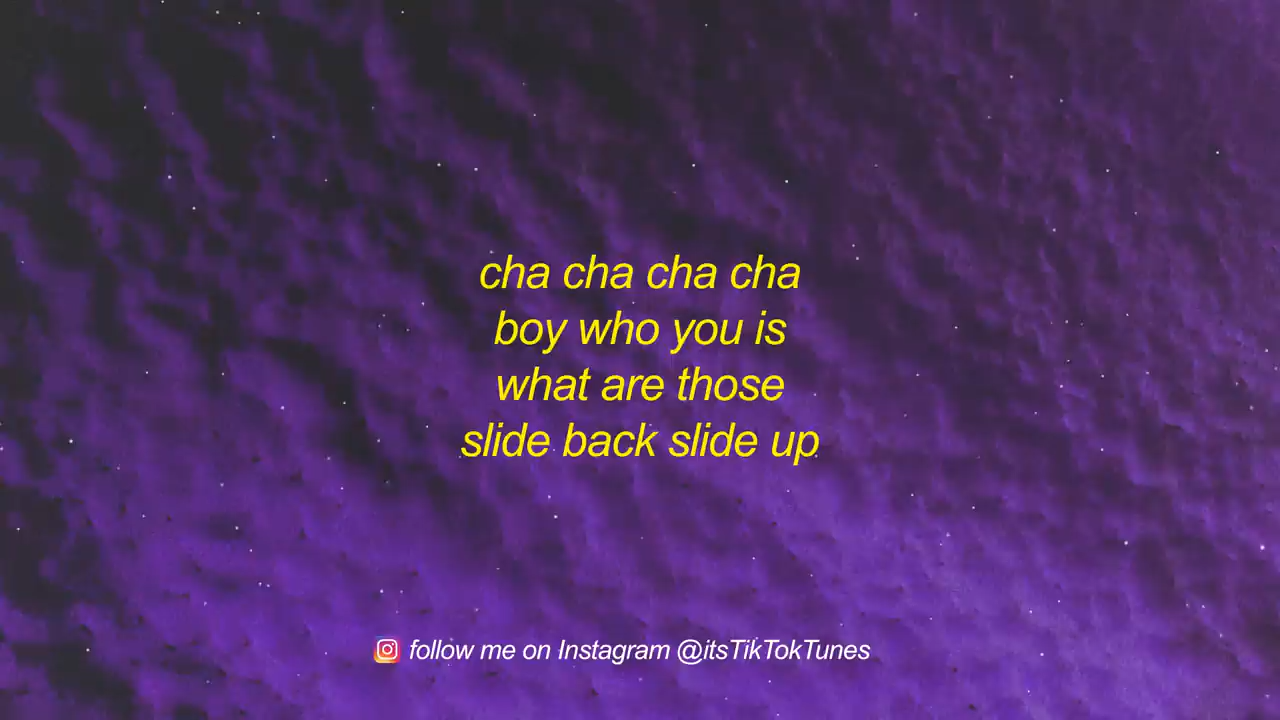 cha cha cha cha
boy who you is
what are those
slide back slide up
follow me on Instagram @itsTikTokTunes